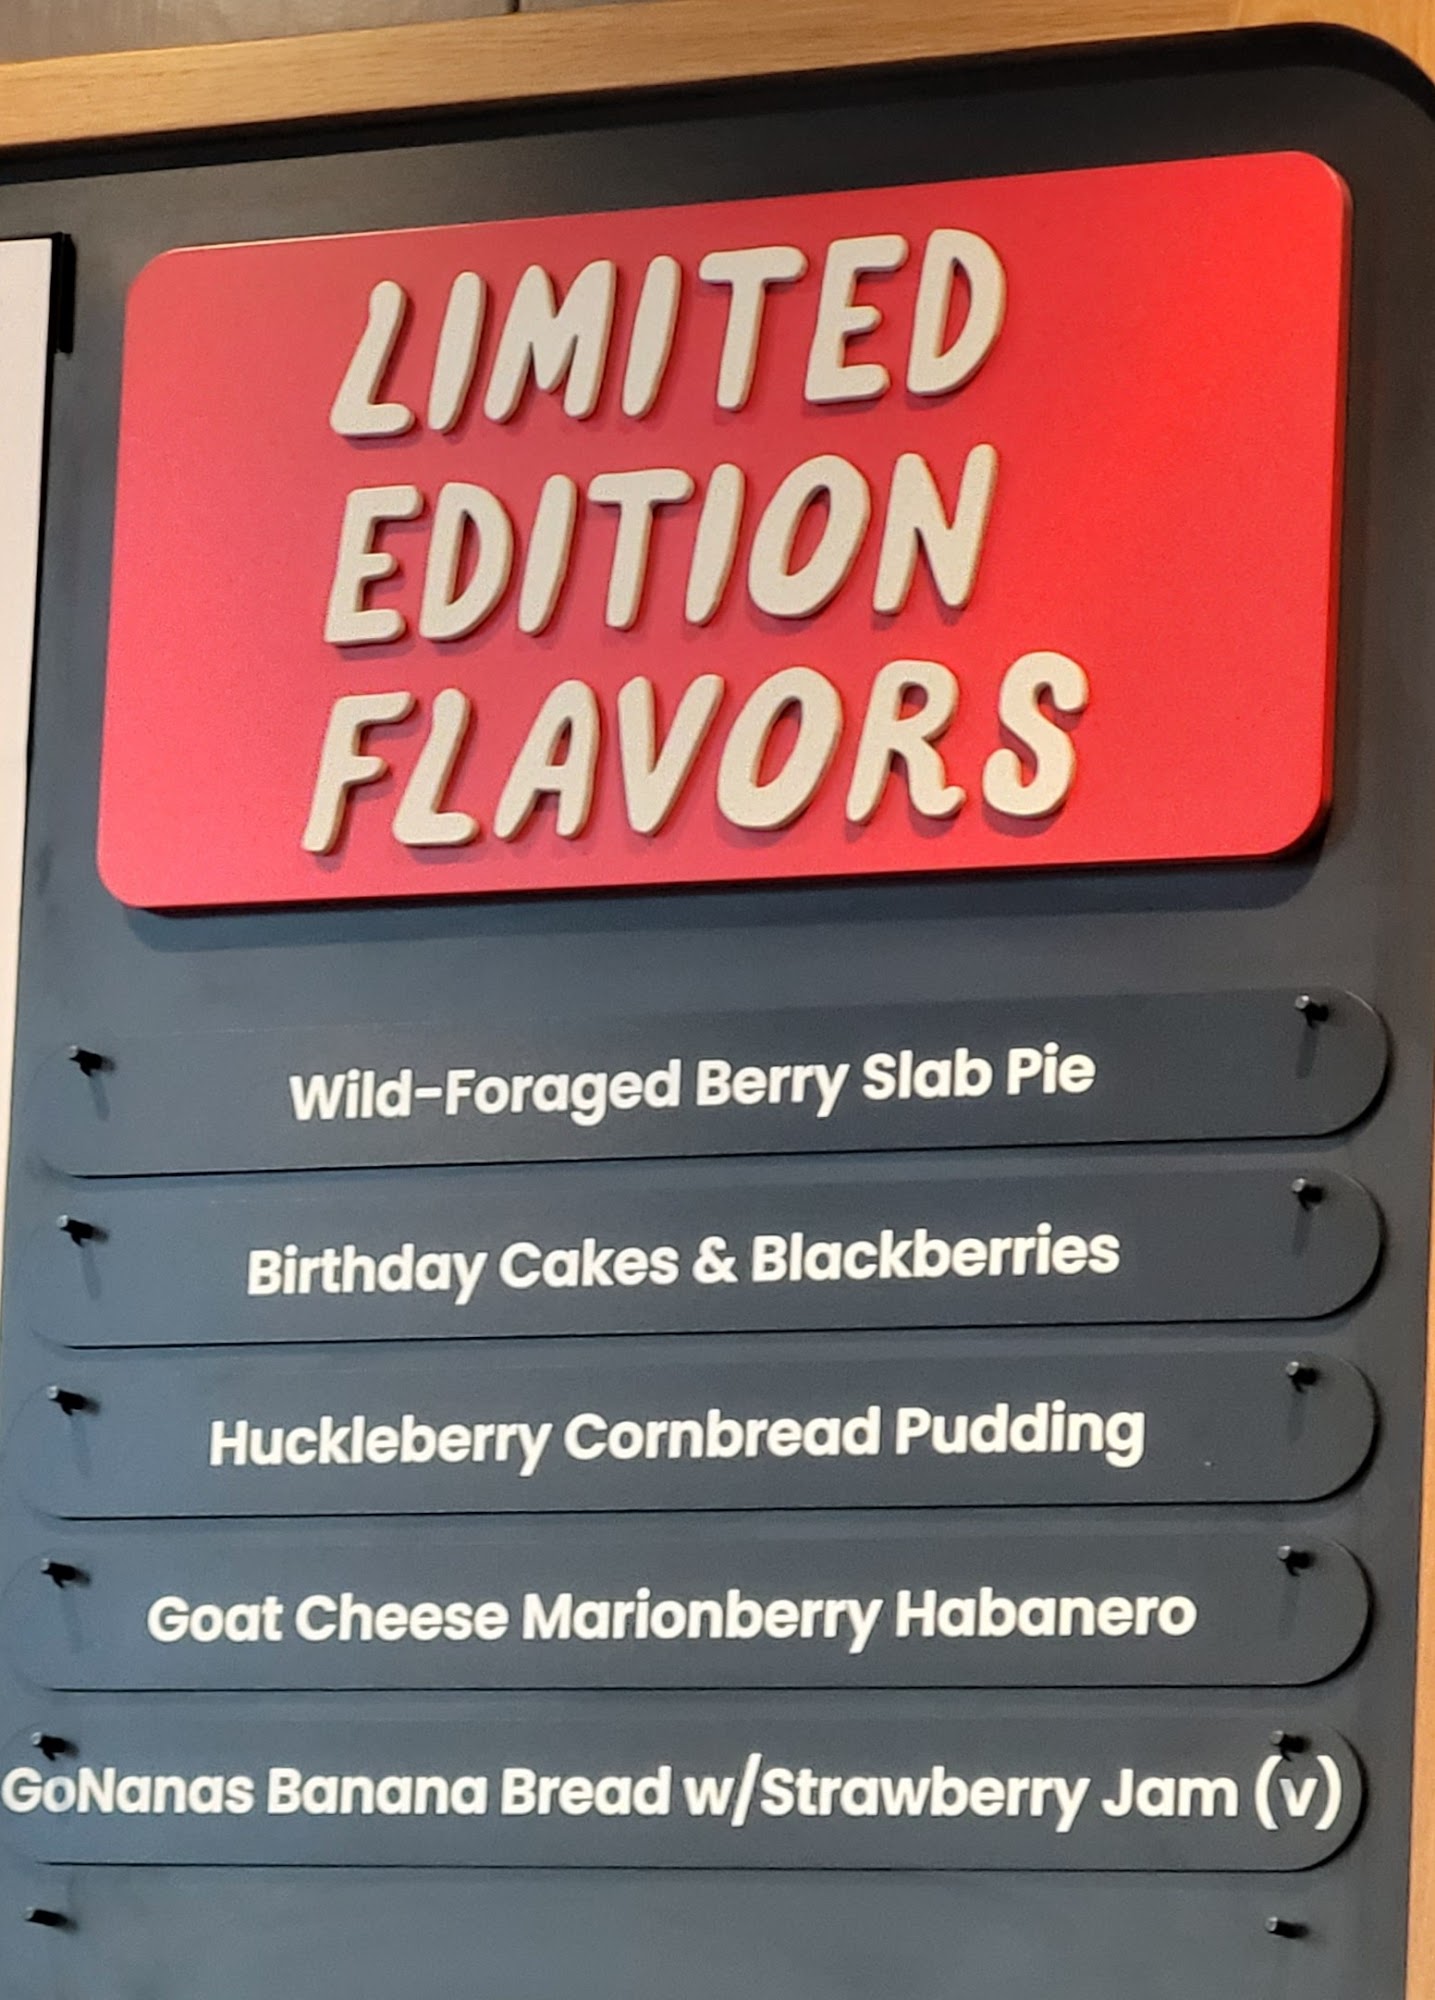 LIMITED
EDITION
FLAVORS
Wild-Foraged Berry Slab Pie
Birthday Cakes & Blackberries
Huckleberry Cornbread Pudding
Goat Cheese Marionberry Habanero
GoNanas Banana Bread w/Strawberry Jam (v)